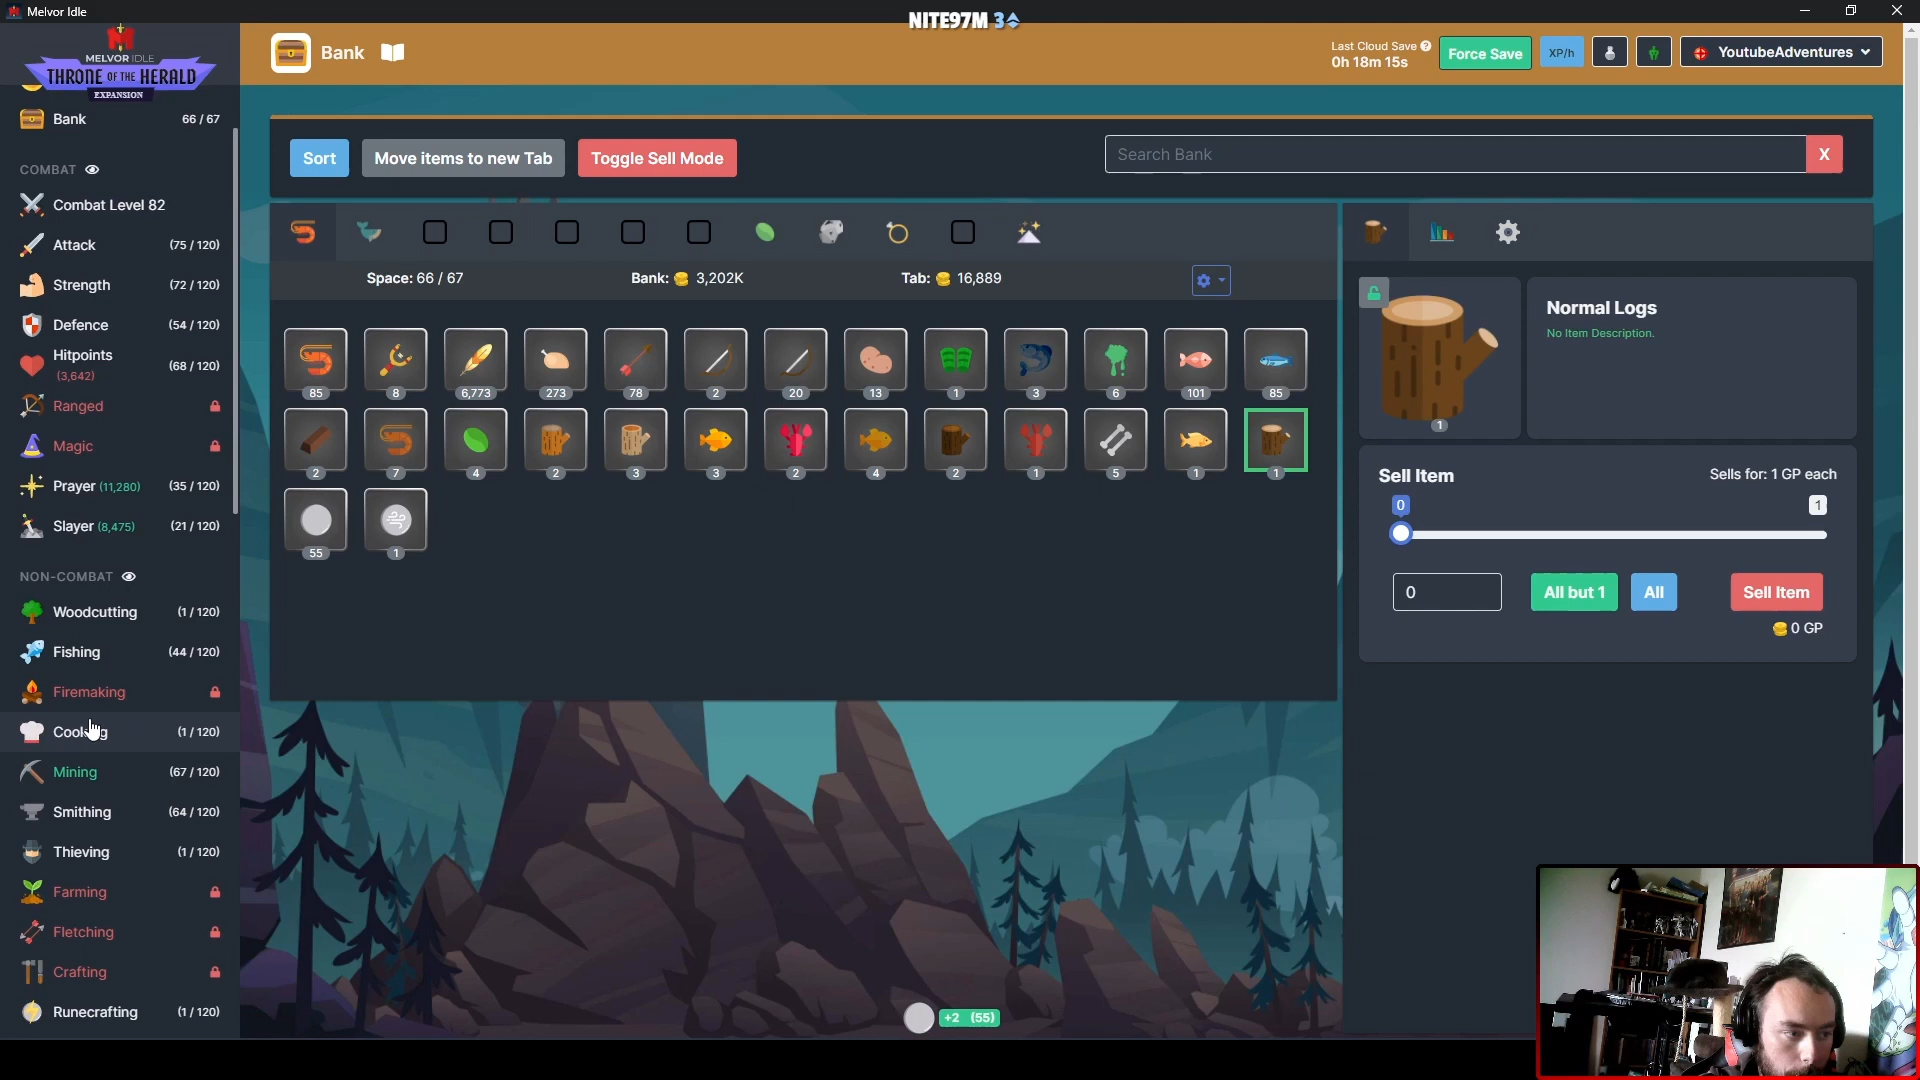 Melvor Idle
NITE97M 3
MELVOR IDLE
THRONE OF THE HERALD
EXPANSION
Bank
Last Cloud Save
0h 18m 15s
Force Save
XP/h
YoutubeAdventures
Bank 66 / 67
COMBAT
Combat Level 82
Attack (75 / 120)
Strength (72 / 120)
Defence (54 / 120)
Hitpoints
(3,642) (68 / 120)
Ranged
Magic
Prayer (11,280) (35 / 120)
Slayer (8,475) (21 / 120)
NON-COMBAT
Woodcutting (1 / 120)
Fishing (44 / 120)
Firemaking
Cooking (1 / 120)
Mining (67 / 120)
Smithing (64 / 120)
Thieving (1 / 120)
Farming
Fletching
Crafting
Runecrafting (1 / 120)
Sort
Move items to new Tab
Toggle Sell Mode
Search Bank
X
Space: 66 / 67
Bank: 3,202K
Tab: 16,889
85 8 6,773 273 78 2 20 13 1 3 6 101 85
2 7 4 2 3 3 2 4 2 1 5 1 1
55 1
+2 (55)
Normal Logs
No Item Description.
1
Sell Item
Sells for: 1 GP each
0 1
0
All but 1
All
Sell Item
0 GP